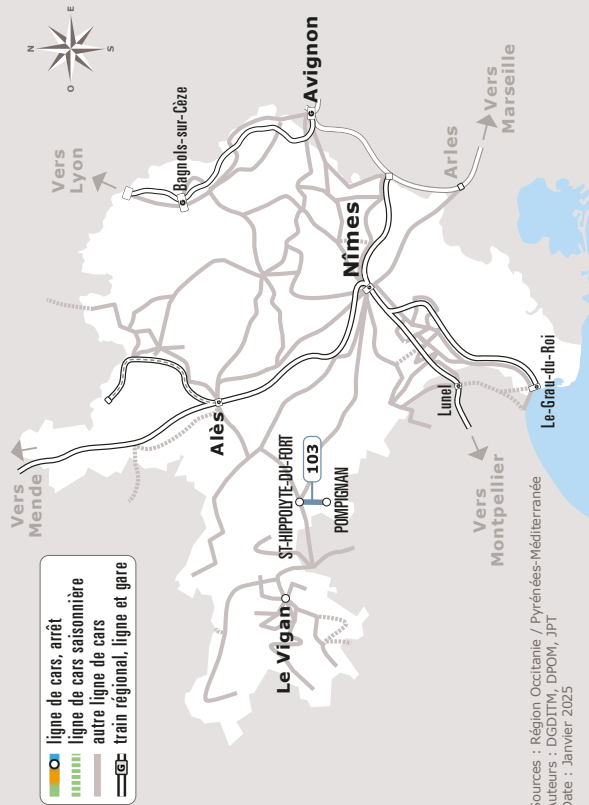 N
O
E
S
Vers
Lyon
Bagnols-sur-Cèze
Avignon
G
Vers
Marseille
Arles
Nîmes
Vers
Mende
Alès
Lunel
Le-Grau-du-Roi
Vers
Montpellier
ST-HIPPOLYTE-DU-FORT
103
POMPIGNAN
Le Vigan
ligne de cars, arrêt
ligne de cars saisonnière
autre ligne de cars
G
train régional, ligne et gare
Sources : Région Occitanie / Pyrénées-Méditerranée
Auteurs : DGDITM, DPOM, JPT
Date : Janvier 2025